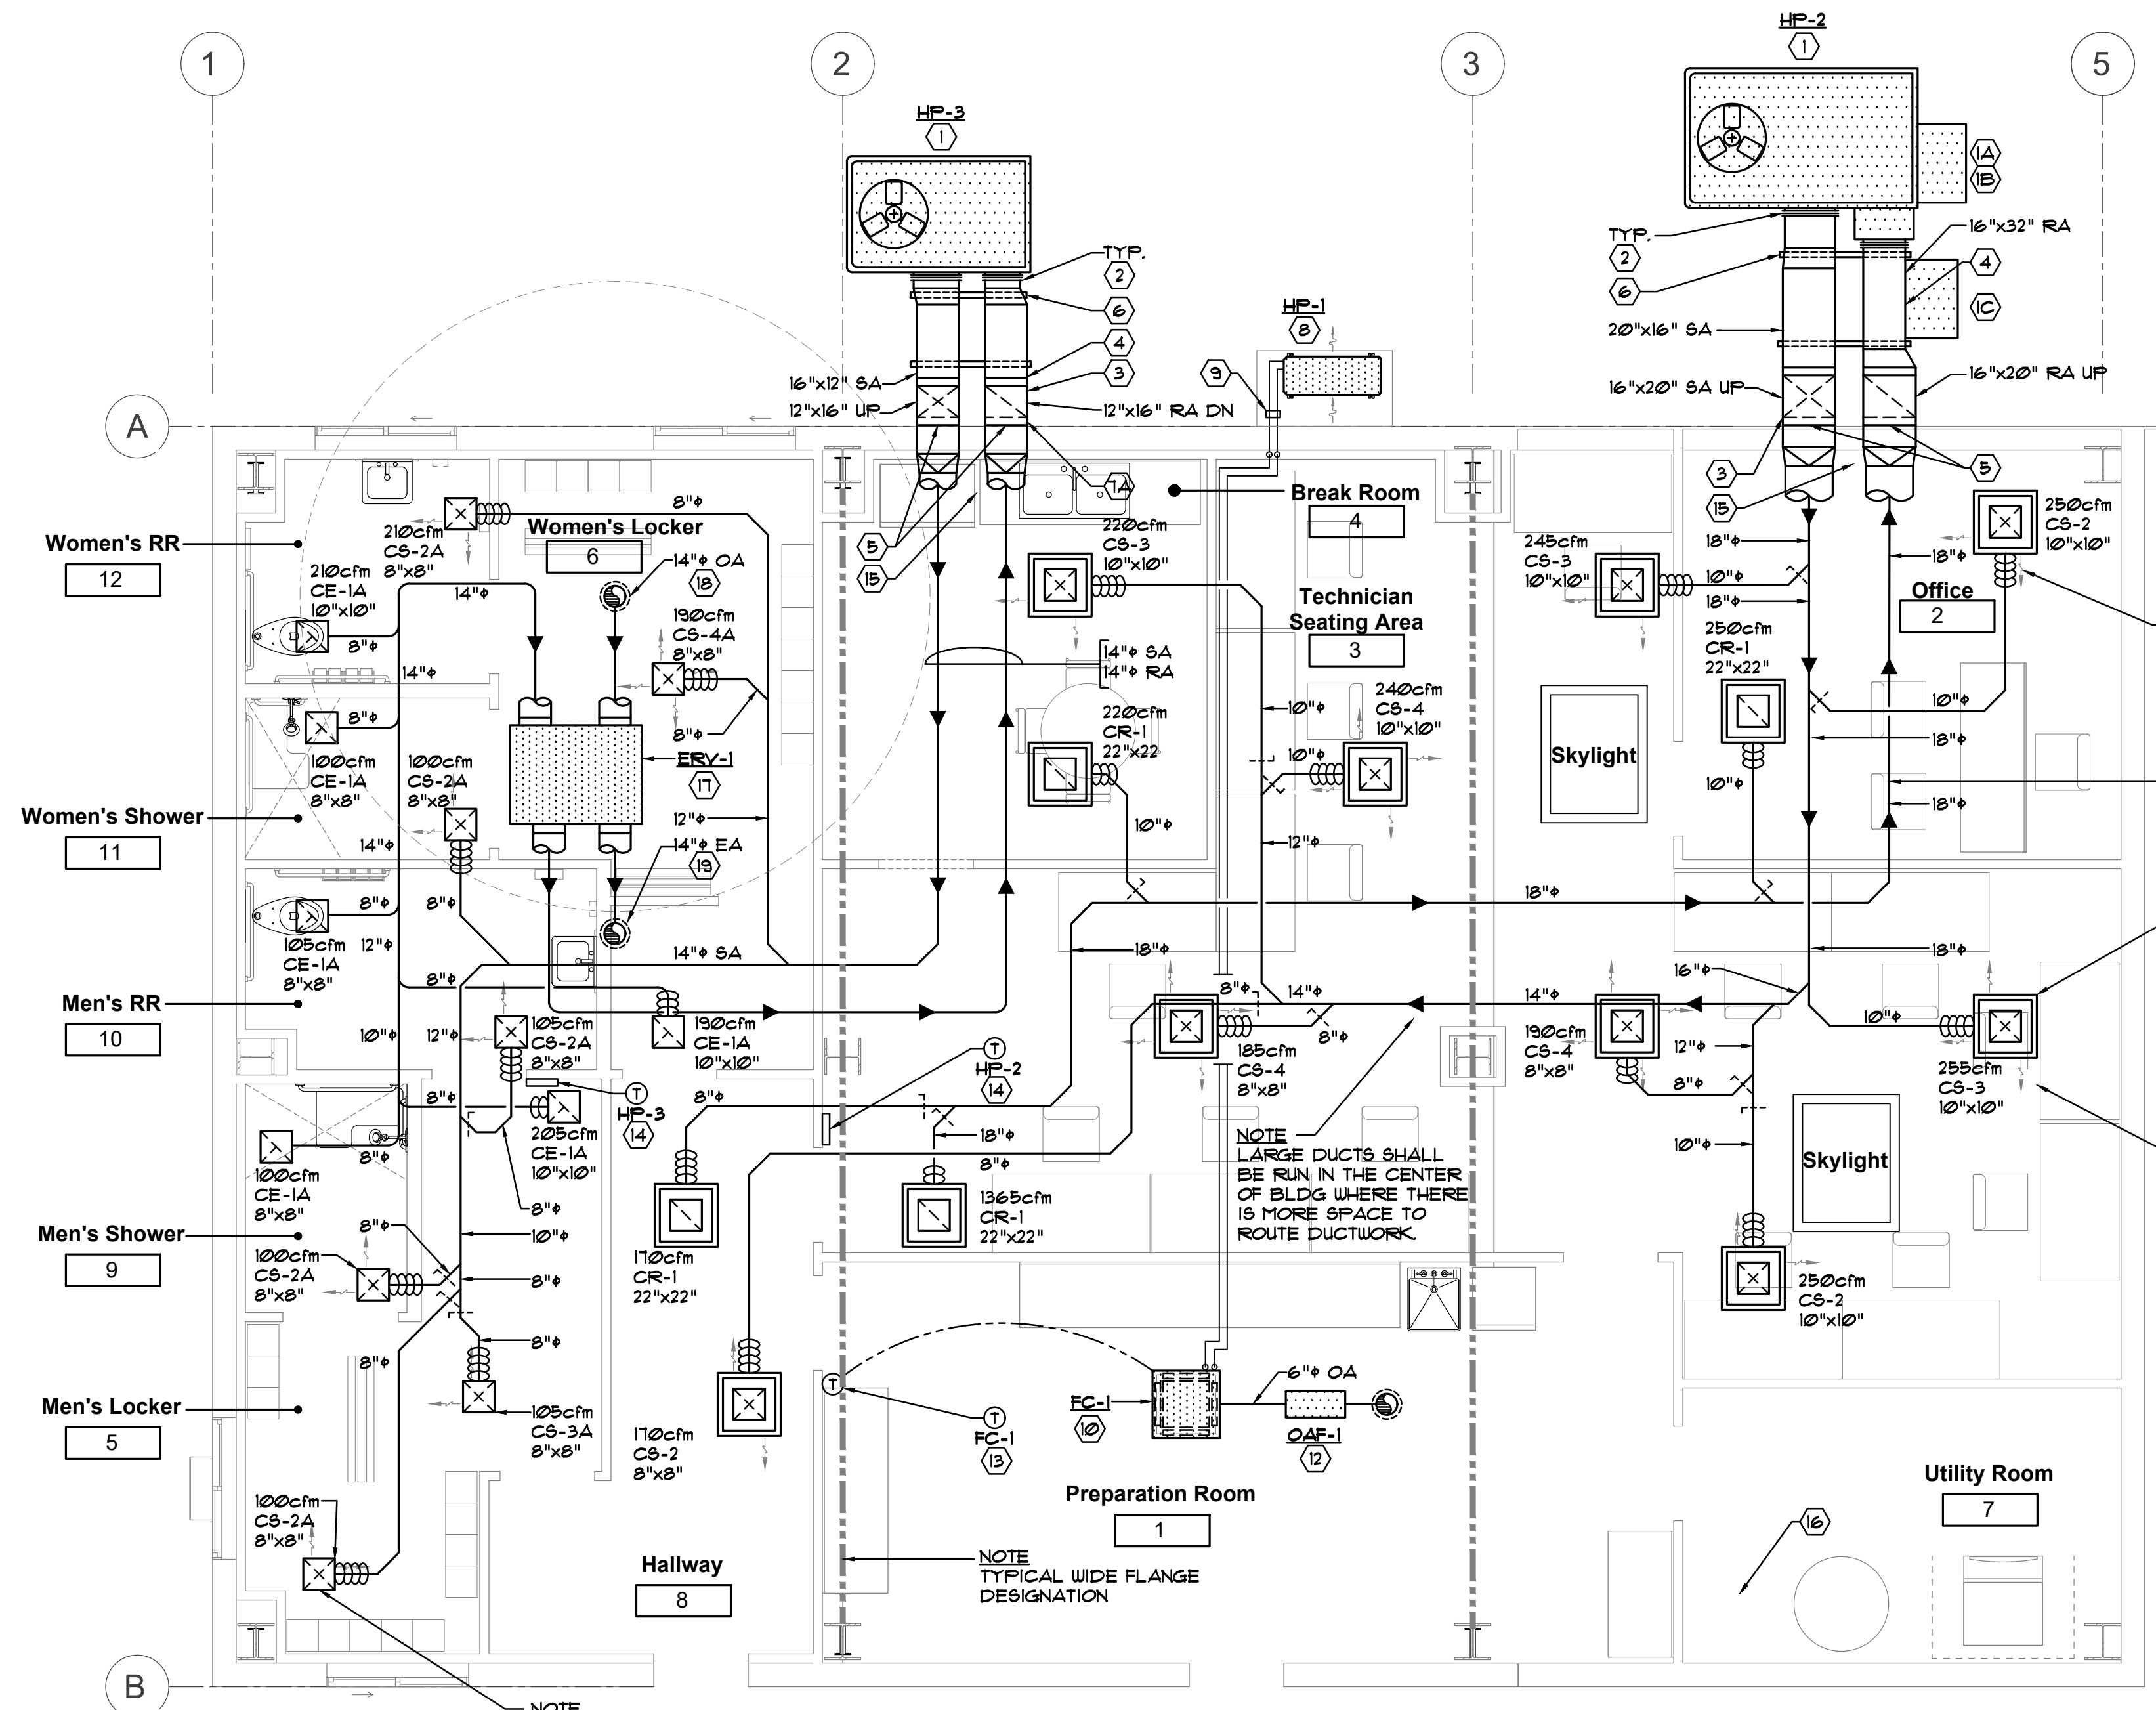 HP-2
1
1
2
3
5
HP-3
1
1A
1B
TYP.
2
6
4
3
16"x12" SA
12"x16" UP
12"x16" RA DN
HP-1
8
9
TYP.
2
6
16"x32" RA
4
1C
20"x16" SA
16"x20" SA UP
16"x20" RA UP
3
5
15
A
7A
5
15
Break Room
4
Women's RR
12
210cfm
CS-2A
8"x8"
8"φ
Women's Locker
6
14"φ OA
18
210cfm
CE-1A
10"x10"
8"φ
14"φ
14"φ
190cfm
CS-4A
8"x8"
8"φ
220cfm
CS-3
10"x10"
Technician
Seating Area
3
14"φ SA
14"φ RA
220cfm
CR-1
22"x22
10"φ
240cfm
CS-4
10"x10"
10"φ
10"φ
12"φ
245cfm
CS-3
10"x10"
10"φ
18"φ
18"φ
18"φ
250cfm
CS-2
10"x10"
Office
2
250cfm
CR-1
22"x22"
10"φ
10"φ
18"φ
18"φ
Skylight
8"φ
100cfm
CE-1A
8"x8"
100cfm
CS-2A
8"x8"
ERV-1
17
12"φ
14"φ EA
19
Women's Shower
11
14"φ
8"φ
8"φ
105cfm
CE-1A
8"x8"
12"φ
14"φ SA
Men's RR
10
8"φ
10"φ
12"φ
105cfm
CS-2A
8"x8"
190cfm
CE-1A
10"x10"
18"φ
18"φ
18"φ
16"φ
14"φ
14"φ
8"φ
8"φ
185cfm
CS-4
8"x8"
190cfm
CS-4
8"x8"
12"φ
8"φ
10"φ
10"φ
255cfm
CS-3
10"x10"
T
HP-2
14
T
HP-3
14
8"φ
8"φ
205cfm
CE-1A
10"x10"
8"φ
18"φ
8"φ
NOTE
LARGE DUCTS SHALL
BE RUN IN THE CENTER
OF BLDG WHERE THERE
IS MORE SPACE TO
ROUTE DUCTWORK
Skylight
8"φ
100cfm
CE-1A
8"x8"
8"φ
10"φ
8"φ
8"φ
8"φ
Men's Shower
9
100cfm
CS-2A
8"x8"
170cfm
CR-1
22"x22"
1365cfm
CR-1
22"x22"
250cfm
CS-2
10"x10"
Men's Locker
5
105cfm
CS-3A
8"x8"
170cfm
CS-2
8"x8"
T
T
FC-1
13
FC-1
10
6"φ OA
OAF-1
12
Preparation Room
1
Utility Room
7
16
100cfm
CS-2A
8"x8"
Hallway
8
NOTE
TYPICAL WIDE FLANGE
DESIGNATION
B
NOTE